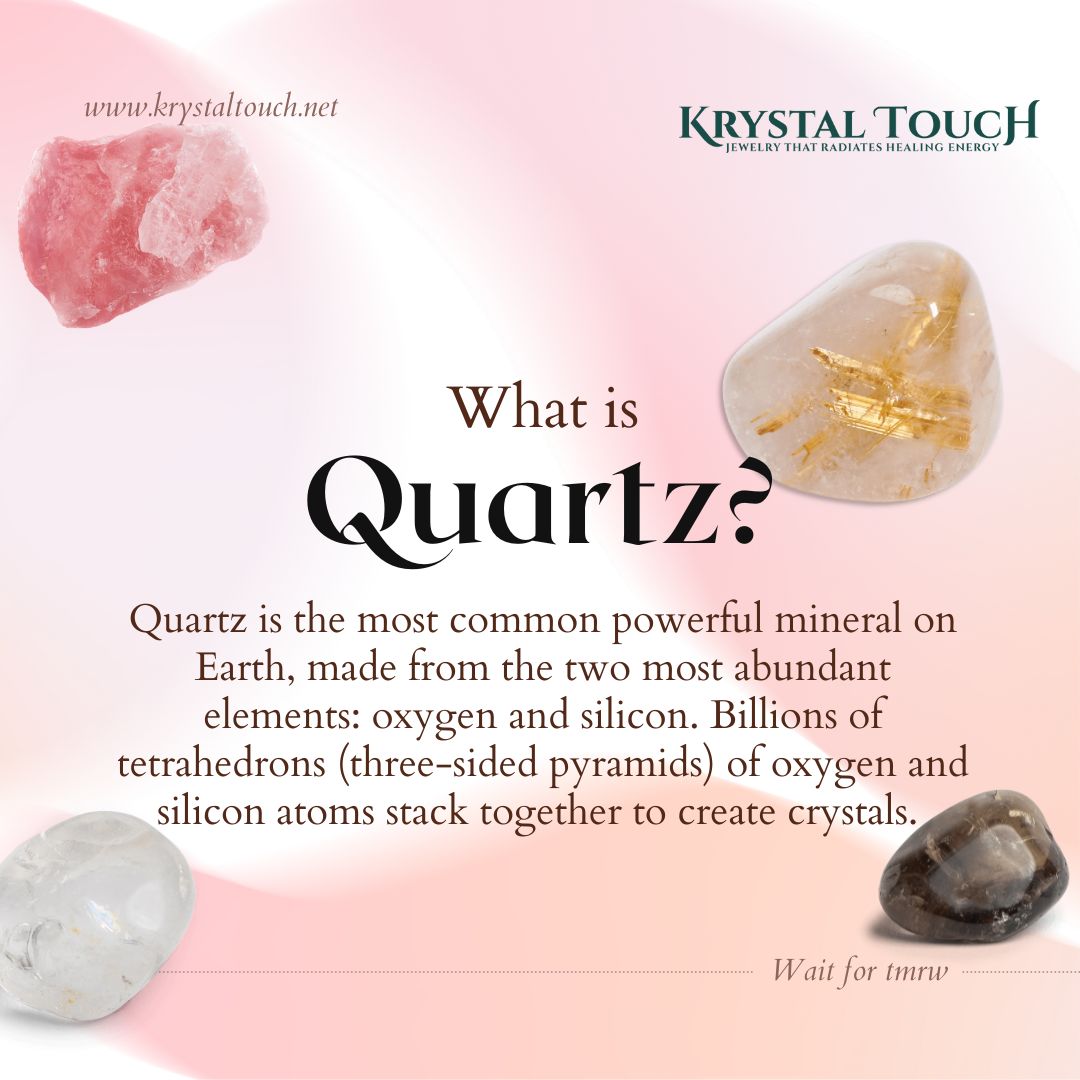 www.krystaltouch.net
KRYSTAL TOUCH
JEWELRY THAT RADIATES HEALING ENERGY
What is
Quartz?
Quartz is the most common powerful mineral on
Earth, made from the two most abundant
elements: oxygen and silicon. Billions of
tetrahedrons (three-sided pyramids) of oxygen and
silicon atoms stack together to create crystals.
Wait for tmrw